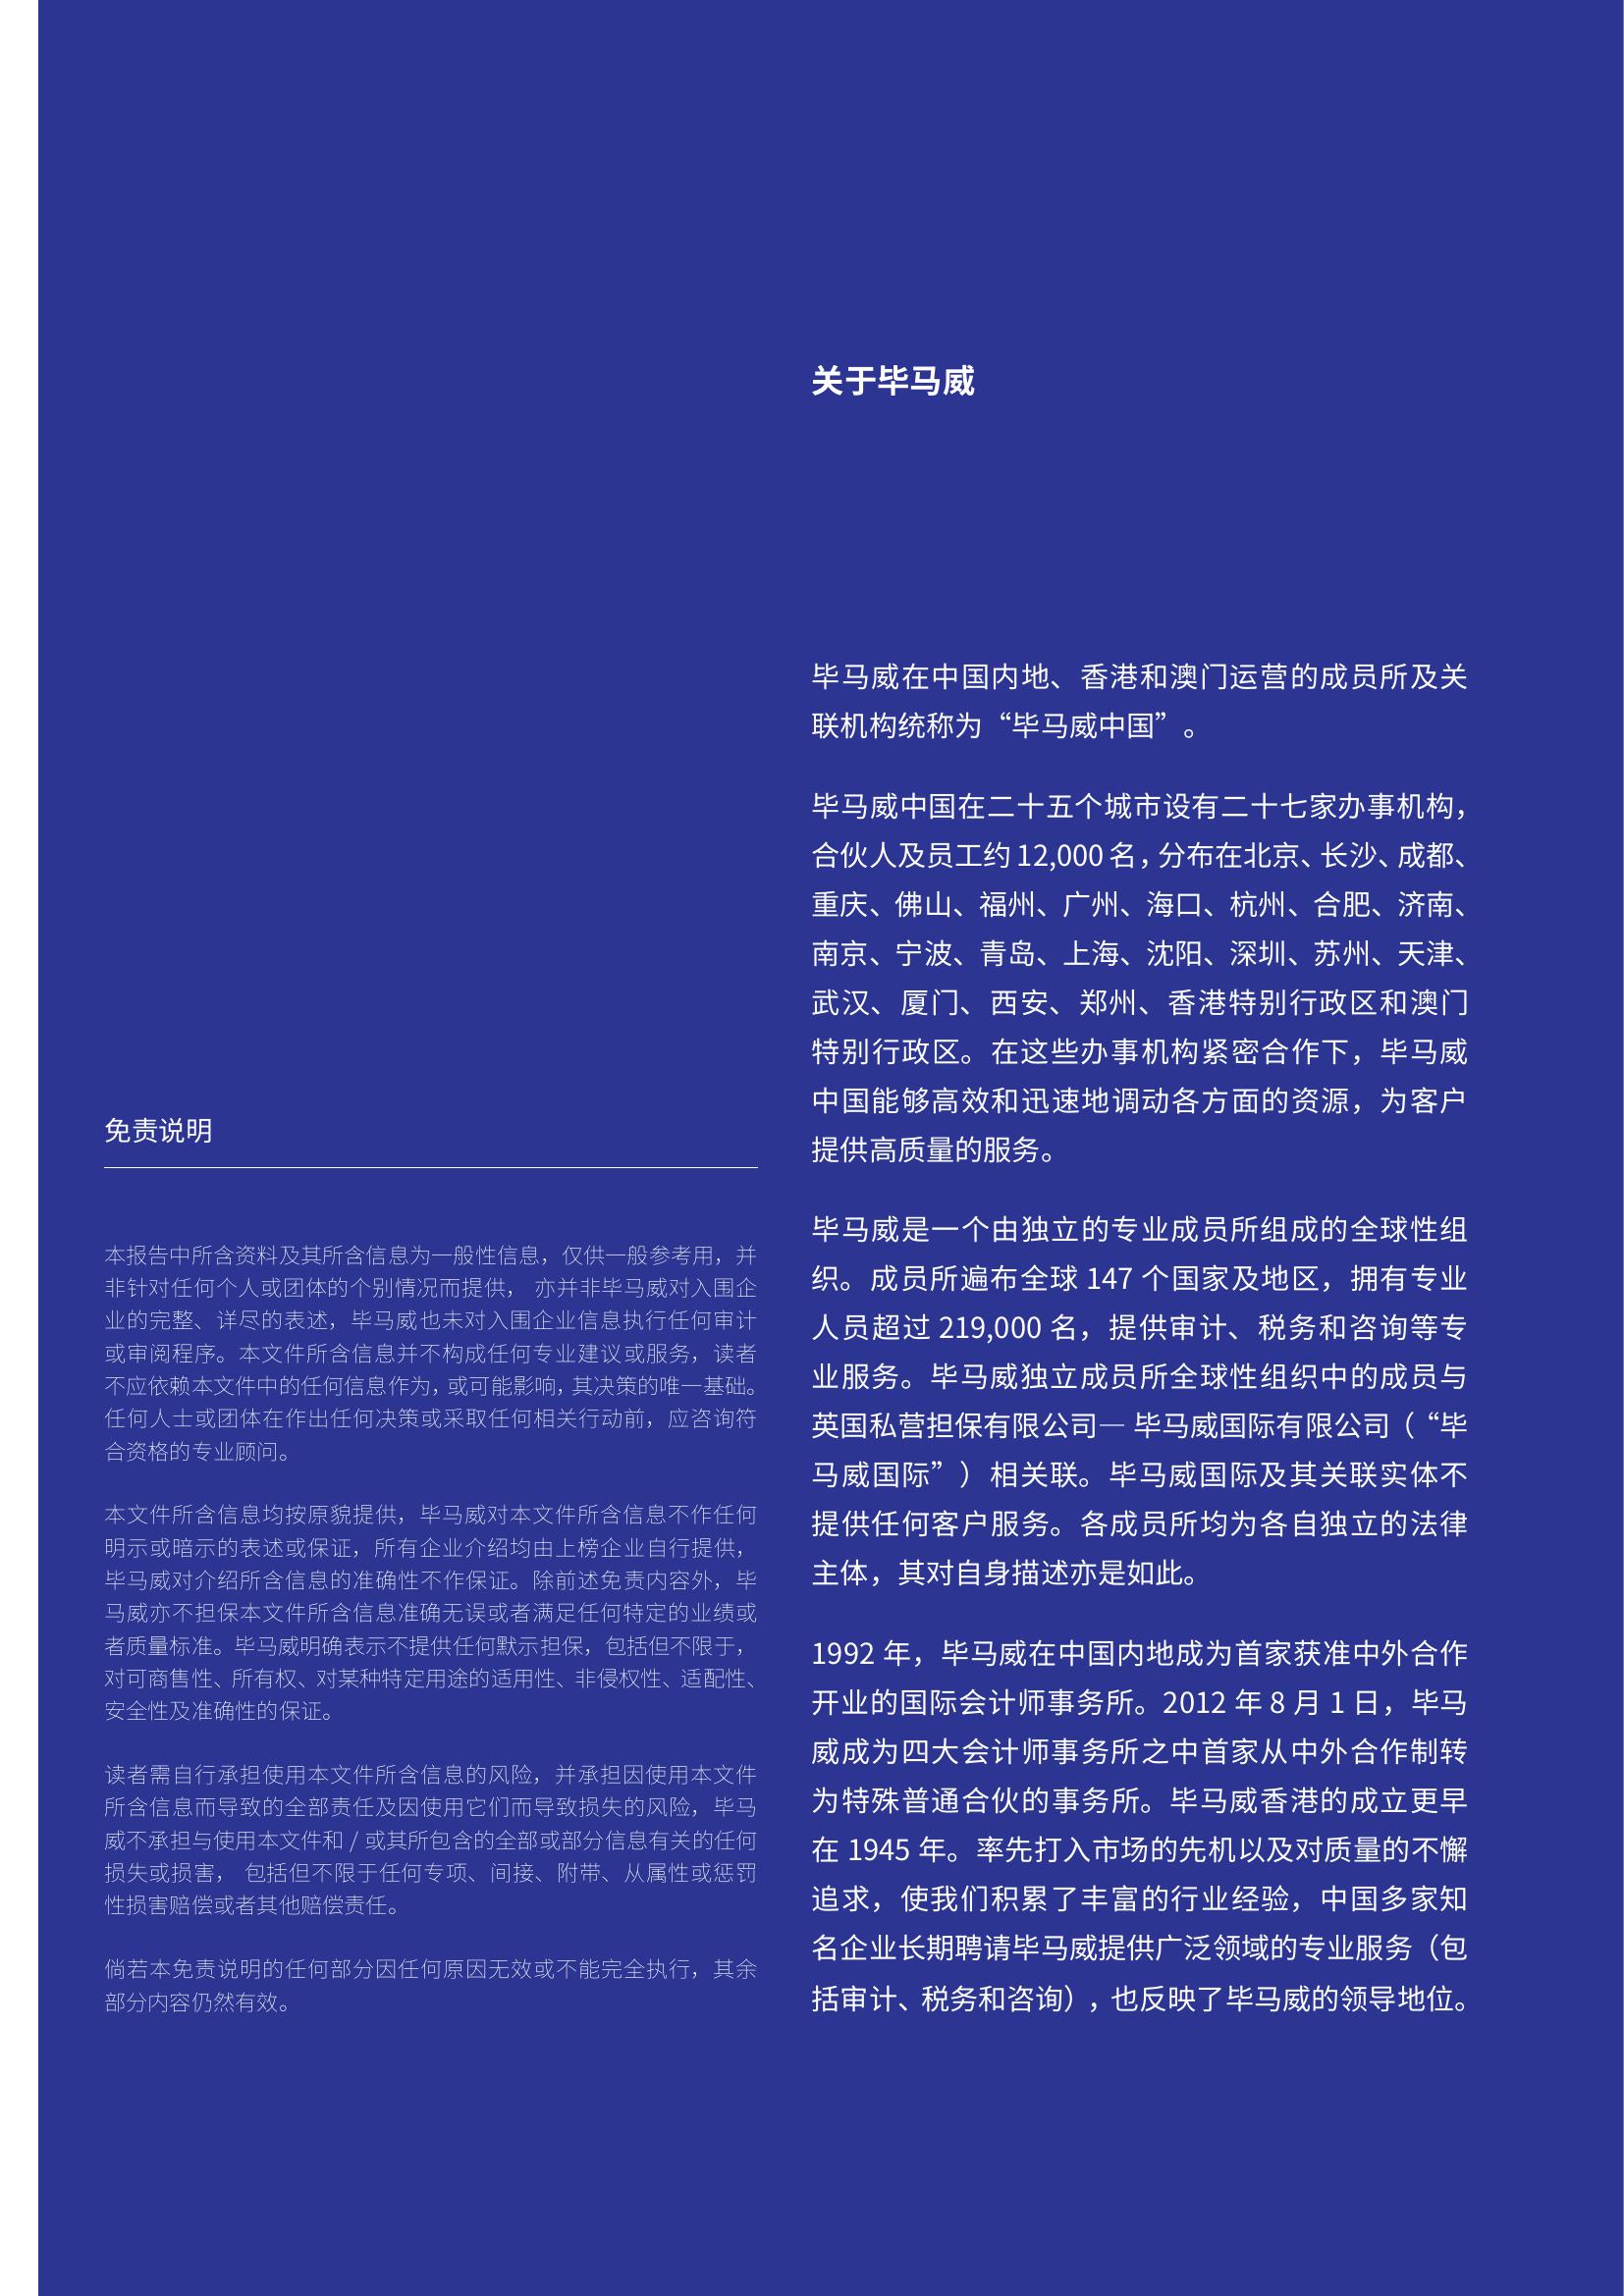 免责说明
本报告中所含资料及其所含信息为一般性信息，仅供一般参考用，并
非针对任何个人或团体的个别情况而提供， 亦并非毕马威对入围企
业的完整、详尽的表述，毕马威也未对入围企业信息执行任何审计
或审阅程序。本文件所含信息并不构成任何专业建议或服务，读者
不应依赖本文件中的任何信息作为，或可能影响，其决策的唯一基础。
任何人士或团体在作出任何决策或采取任何相关行动前，应咨询符
合资格的专业顾问。
本文件所含信息均按原貌提供，毕马威对本文件所含信息不作任何
明示或暗示的表述或保证，所有企业介绍均由上榜企业自行提供，
毕马威对介绍所含信息的准确性不作保证。除前述免责内容外，毕
马威亦不担保本文件所含信息准确无误或者满足任何特定的业绩或
者质量标准。毕马威明确表示不提供任何默示担保，包括但不限于，
对可商售性、所有权、对某种特定用途的适用性、非侵权性、适配性、
安全性及准确性的保证。
读者需自行承担使用本文件所含信息的风险，并承担因使用本文件
所含信息而导致的全部责任及因使用它们而导致损失的风险，毕马
威不承担与使用本文件和 / 或其所包含的全部或部分信息有关的任何
损失或损害， 包括但不限于任何专项、间接、附带、从属性或惩罚
性损害赔偿或者其他赔偿责任。
倘若本免责说明的任何部分因任何原因无效或不能完全执行，其余
部分内容仍然有效。
关于毕马威
毕马威在中国内地、香港和澳门运营的成员所及关
联机构统称为“毕马威中国”。
毕马威中国在二十五个城市设有二十七家办事机构，
合伙人及员工约 12,000 名，分布在北京、长沙、成都、
重庆、佛山、福州、广州、海口、杭州、合肥、济南、
南京、宁波、青岛、上海、沈阳、深圳、苏州、天津、
武汉、厦门、西安、郑州、香港特别行政区和澳门
特别行政区。在这些办事机构紧密合作下，毕马威
中国能够高效和迅速地调动各方面的资源，为客户
提供高质量的服务。
毕马威是一个由独立的专业成员所组成的全球性组
织。成员所遍布全球 147 个国家及地区，拥有专业
人员超过 219,000 名，提供审计、税务和咨询等专
业服务。毕马威独立成员所全球性组织中的成员与
英国私营担保有限公司— 毕马威国际有限公司（“毕
马威国际”）相关联。毕马威国际及其关联实体不
提供任何客户服务。各成员所均为各自独立的法律
主体，其对自身描述亦是如此。
1992 年，毕马威在中国内地成为首家获准中外合作
开业的国际会计师事务所。2012 年 8 月 1 日，毕马
威成为四大会计师事务所之中首家从中外合作制转
为特殊普通合伙的事务所。毕马威香港的成立更早
在 1945 年。率先打入市场的先机以及对质量的不懈
追求，使我们积累了丰富的行业经验，中国多家知
名企业长期聘请毕马威提供广泛领域的专业服务（包
括审计、税务和咨询），也反映了毕马威的领导地位。